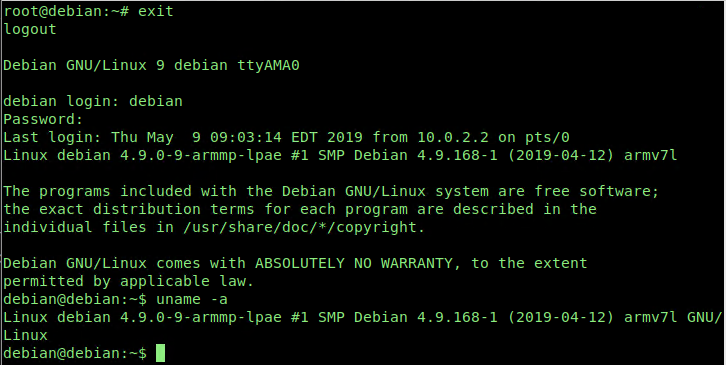 root@debian:~# exit
logout

Debian GNU/Linux 9 debian ttyAMA0

debian login: debian
Password:
Last login: Thu May  9 09:03:14 EDT 2019 from 10.0.2.2 on pts/0
Linux debian 4.9.0-9-armmp-lpae #1 SMP Debian 4.9.168-1 (2019-04-12) armv7l

The programs included with the Debian GNU/Linux system are free software;
the exact distribution terms for each program are described in the
individual files in /usr/share/doc/*/copyright.

Debian GNU/Linux comes with ABSOLUTELY NO WARRANTY, to the extent
permitted by applicable law.
debian@debian:~$ uname -a
Linux debian 4.9.0-9-armmp-lpae #1 SMP Debian 4.9.168-1 (2019-04-12) armv7l GNU/
Linux
debian@debian:~$